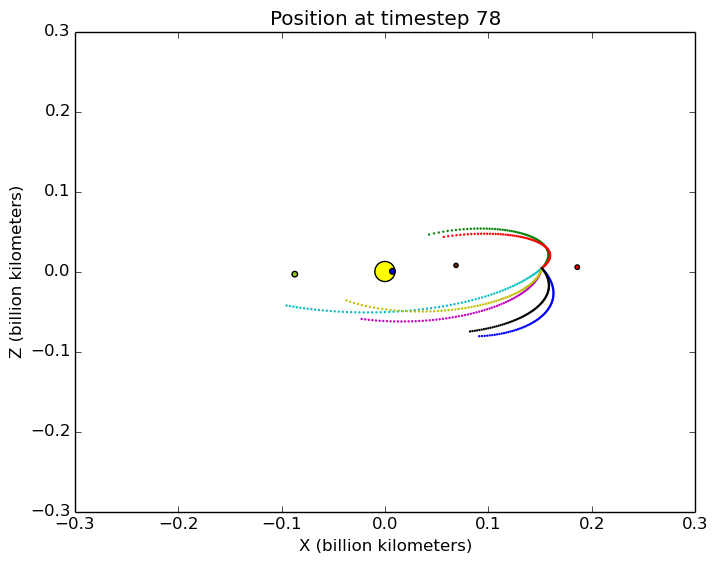 Position at timestep 78
0.3
0.2
0.1
0.0
−0.1
−0.2
−0.3
Z (billion kilometers)
−0.3 −0.2 −0.1 0.0 0.1 0.2 0.3
X (billion kilometers)